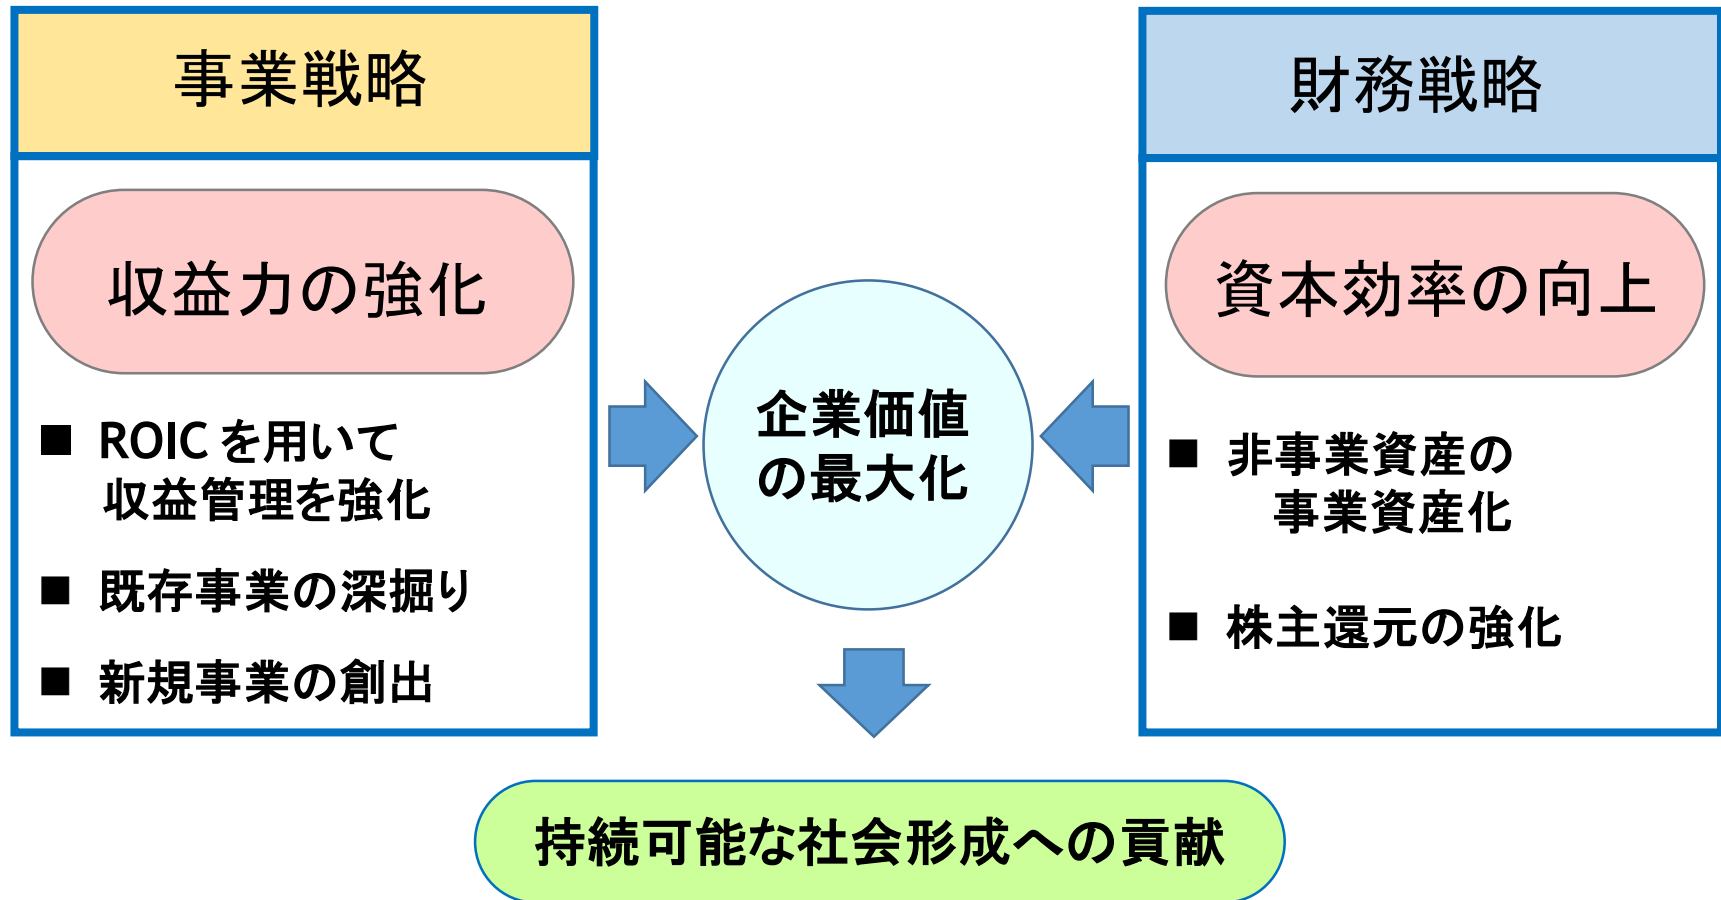 事業戦略
収益力の強化
■ ROICを用いて
収益管理を強化
■ 既存事業の深掘り
■ 新規事業の創出
企業価値
の最大化
財務戦略
資本効率の向上
■ 非事業資産の
事業資産化
■ 株主還元の強化
持続可能な社会形成への貢献